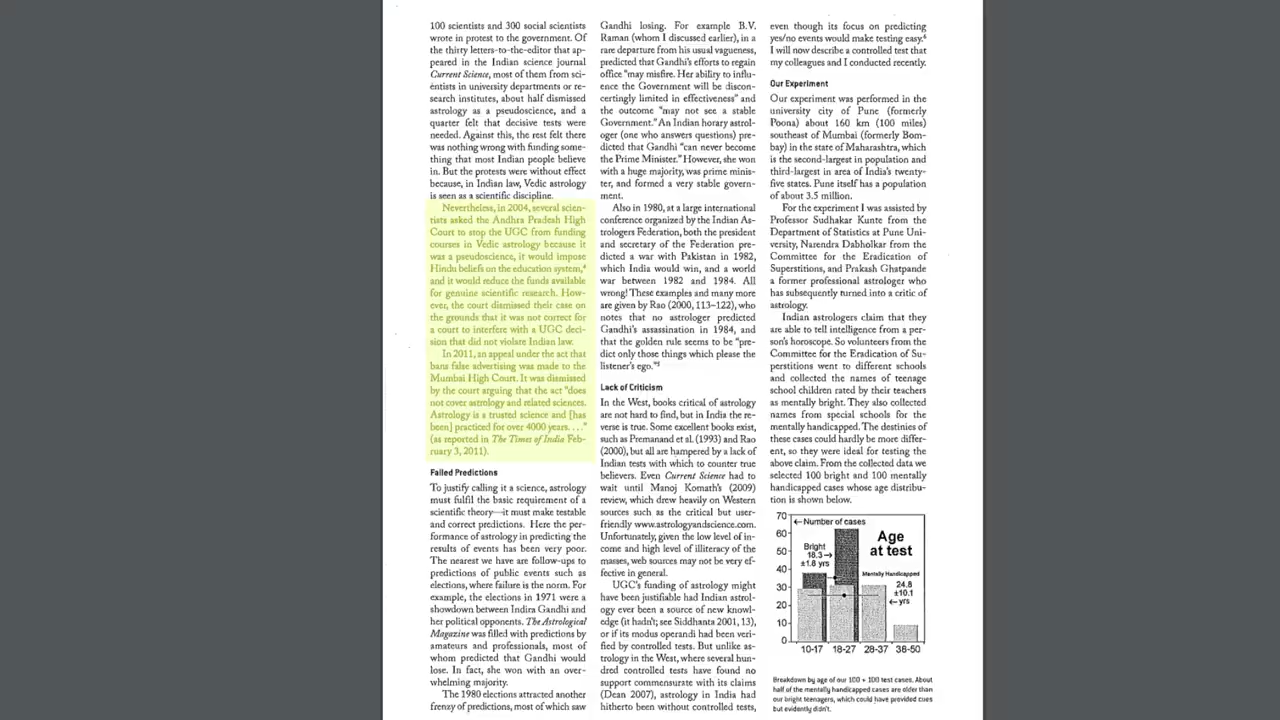 100 scientists and 300 social scientists
wrote in protest to the government. Of
the thirty letters-to-the-editor that ap-
peared in the Indian science journal
Current Science, most of them from sci-
entists in university departments or re-
search institutes, about half dismissed
astrology as a pseudoscience, and a
quarter felt that decisive tests were
needed. Against this, the rest felt there
was nothing wrong with funding some-
thing that most Indian people believe
in. But the protests were without effect
because, in Indian law, Vedic astrology
is seen as a scientific discipline.
Nevertheless, in 2004, several scien-
tists asked the Andhra Pradesh High
Court to stop the UGC from funding
courses in Vedic astrology because it
was a pseudoscience, it would impose
Hindu beliefs on the education system,⁴
and it would reduce the funds available
for genuine scientific research. How-
ever, the court dismissed their case on
the grounds that it was not correct for
a court to interfere with a UGC deci-
sion that did not violate Indian law.
In 2011, an appeal under the act that
bans false advertising was made to the
Mumbai High Court. It was dismissed
by the court arguing that the act "does
not cover astrology and related sciences.
Astrology is a trusted science and [has
been] practiced for over 4000 years. . . ."
(as reported in The Times of India Feb-
ruary 3, 2011).
Failed Predictions
To justify calling it a science, astrology
must fulfil the basic requirement of a
scientific theory—it must make testable
and correct predictions. Here the per-
formance of astrology in predicting the
results of events has been very poor.
The nearest we have are follow-ups to
predictions of public events such as
elections, where failure is the norm. For
example, the elections in 1971 were a
showdown between Indira Gandhi and
her political opponents. The Astrological
Magazine was filled with predictions by
amateurs and professionals, most of
whom predicted that Gandhi would
lose. In fact, she won with an over-
whelming majority.
The 1980 elections attracted another
frenzy of predictions, most of which saw
Gandhi losing. For example B.V.
Raman (whom I discussed earlier), in a
rare departure from his usual vagueness,
predicted that Gandhi's efforts to regain
office "may misfire. Her ability to influ-
ence the Government will be discon-
certingly limited in effectiveness" and
the outcome "may not see a stable
Government." An Indian horary astrol-
oger (one who answers questions) pre-
dicted that Gandhi "can never become
the Prime Minister." However, she won
with a huge majority, was prime minis-
ter, and formed a very stable govern-
ment.
Also in 1980, at a large international
conference organized by the Indian As-
trologers Federation, both the president
and secretary of the Federation pre-
dicted a war with Pakistan in 1982,
which India would win, and a world
war between 1982 and 1984. All
wrong! These examples and many more
are given by Rao (2000, 113–122), who
notes that no astrologer predicted
Gandhi's assassination in 1984, and
that the golden rule seems to be "pre-
dict only those things which please the
listener's ego."⁵
Lack of Criticism
In the West, books critical of astrology
are not hard to find, but in India the re-
verse is true. Some excellent books exist,
such as Premanand et al. (1993) and Rao
(2000), but all are hampered by a lack of
Indian tests with which to counter true
believers. Even Current Science had to
wait until Manoj Komath's (2009)
review, which drew heavily on Western
sources such as the critical but user-
friendly www.astrologyandscience.com.
Unfortunately, given the low level of in-
come and high level of illiteracy of the
masses, web sources may not be very ef-
fective in general.
UGC's funding of astrology might
have been justifiable had Indian astrol-
ogy ever been a source of new knowl-
edge (it hadn't; see Siddhanta 2001, 13),
or if its modus operandi had been veri-
fied by controlled tests. But unlike as-
trology in the West, where several hun-
dred controlled tests have found no
support commensurate with its claims
(Dean 2007), astrology in India had
hitherto been without controlled tests,
even though its focus on predicting
yes/no events would make testing easy.⁶
I will now describe a controlled test that
my colleagues and I conducted recently.
Our Experiment
Our experiment was performed in the
university city of Pune (formerly
Poona) about 160 km (100 miles)
southeast of Mumbai (formerly Bom-
bay) in the state of Maharashtra, which
is the second-largest in population and
third-largest in area of India's twenty-
five states. Pune itself has a population
of about 3.5 million.
For the experiment I was assisted by
Professor Sudhakar Kunte from the
Department of Statistics at Pune Uni-
versity, Narendra Dabholkar from the
Committee for the Eradication of
Superstitions, and Prakash Ghatpande
a former professional astrologer who
has subsequently turned into a critic of
astrology.
Indian astrologers claim that they
are able to tell intelligence from a per-
son's horoscope. So volunteers from the
Committee for the Eradication of Su-
perstitions went to different schools
and collected the names of teenage
school children rated by their teachers
as mentally bright. They also collected
names from special schools for the
mentally handicapped. The destinies of
these cases could hardly be more differ-
ent, so they were ideal for testing the
above claim. From the collected data we
selected 100 bright and 100 mentally
handicapped cases whose age distribu-
tion is shown below.
70
←Number of cases
60
Age
at test
50
Bright
18.3→
±1.8 yrs
40
Mentally Handicapped
30
24.8
±10.1
←yrs
20
10
0
10-17 18-27 28-37 38-50
Breakdown by age of our 100 + 100 test cases. About
half of the mentally handicapped cases are older than
our bright teenagers, which could have provided cues
but evidently didn't.